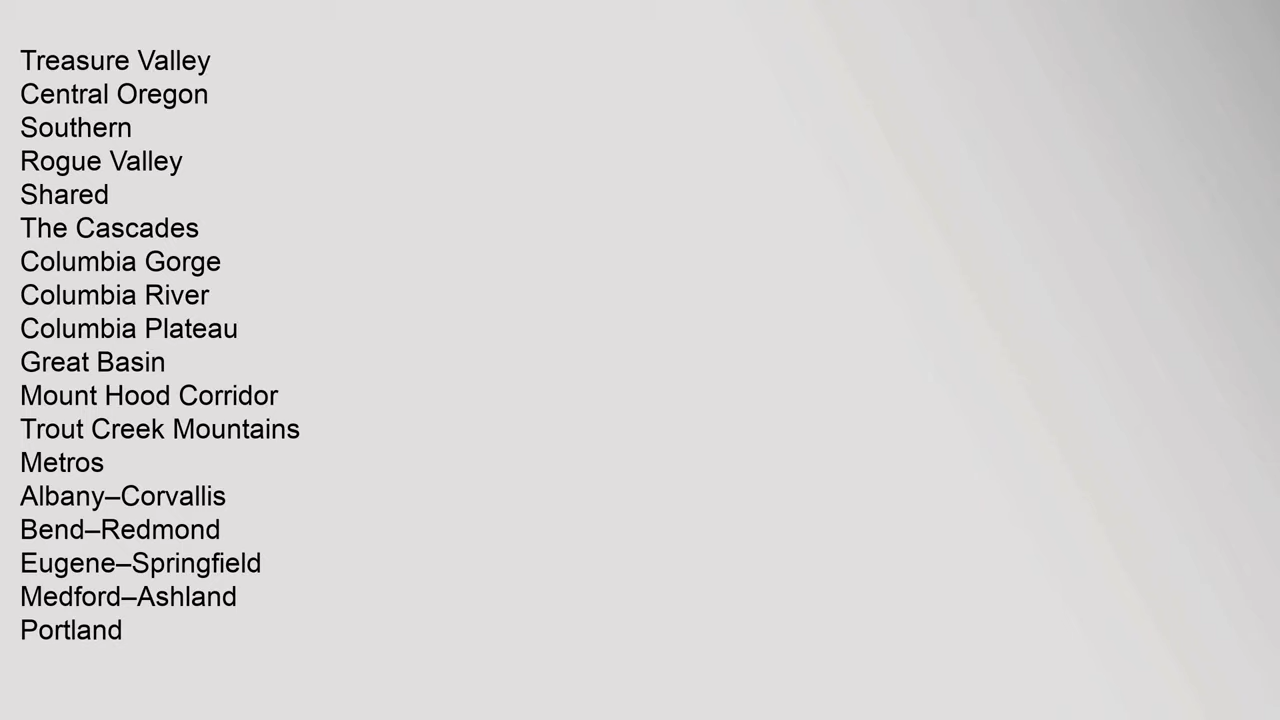 Treasure Valley
Central Oregon
Southern
Rogue Valley
Shared
The Cascades
Columbia Gorge
Columbia River
Columbia Plateau
Great Basin
Mount Hood Corridor
Trout Creek Mountains
Metros
Albany–Corvallis
Bend–Redmond
Eugene–Springfield
Medford–Ashland
Portland